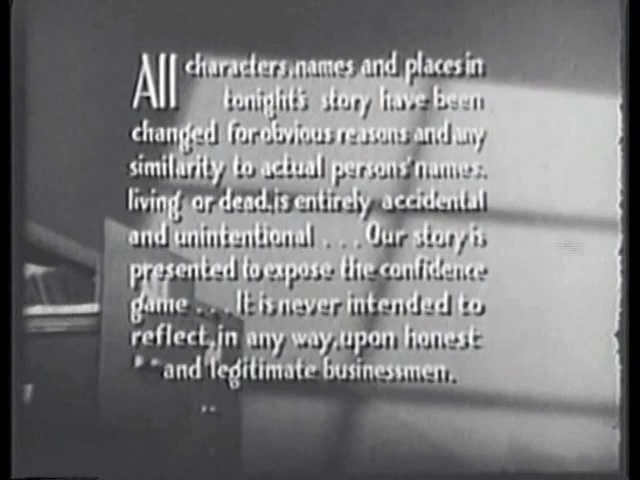 All characters, names and places in
tonight's story have been
changed for obvious reasons and any
similarity to actual persons' names,
living or dead, is entirely accidental
and unintentional . . . Our story is
presented to expose the confidence
game . . . It is never intended to
reflect, in any way, upon honest
and legitimate businessmen.